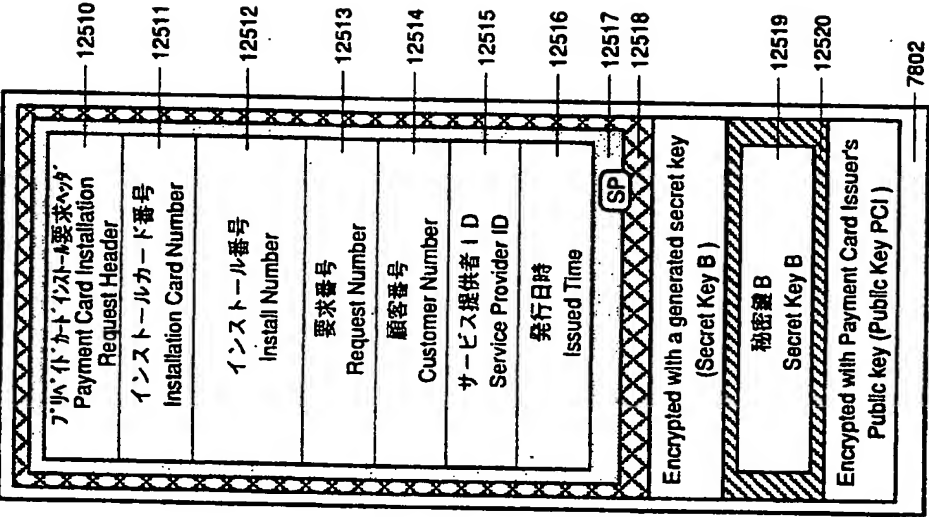 プリペイドカードインストール要求ヘッダ
Payment Card Installation
Request Header
12510
インストールカード番号
Installation Card Number
12511
インストール番号
Install Number
12512
要求番号
Request Number
12513
顧客番号
Customer Number
12514
サービス提供者ID
Service Provider ID
12515
発行日時
Issued Time
12516
SP
12517
12518
Encrypted with a generated secret key
(Secret Key B)
秘密鍵B
Secret Key B
12519
12520
Encrypted with Payment Card Issuer's
Public key (Public Key PCI)
7802